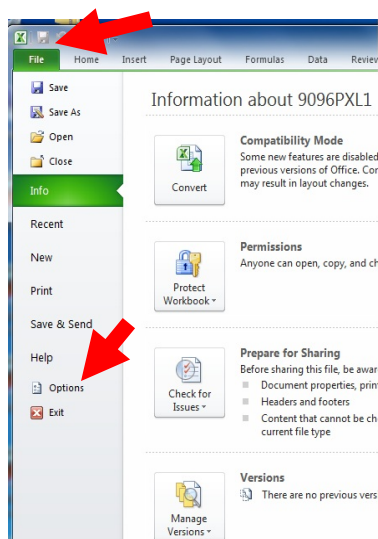 File Home Insert Page Layout Formulas Data Review
Save
Save As
Open
Close
Info
Recent
New
Print
Save & Send
Help
Options
Exit
Information about 9096PXL1
Convert
Compatibility Mode
Some new features are disabled
previous versions of Office. Con
may result in layout changes.
Protect
Workbook
Permissions
Anyone can open, copy, and ch
Check for
Issues
Prepare for Sharing
Before sharing this file, be awar
Document properties, print
Headers and footers
Content that cannot be ch
current file type
Manage
Versions
Versions
There are no previous vers